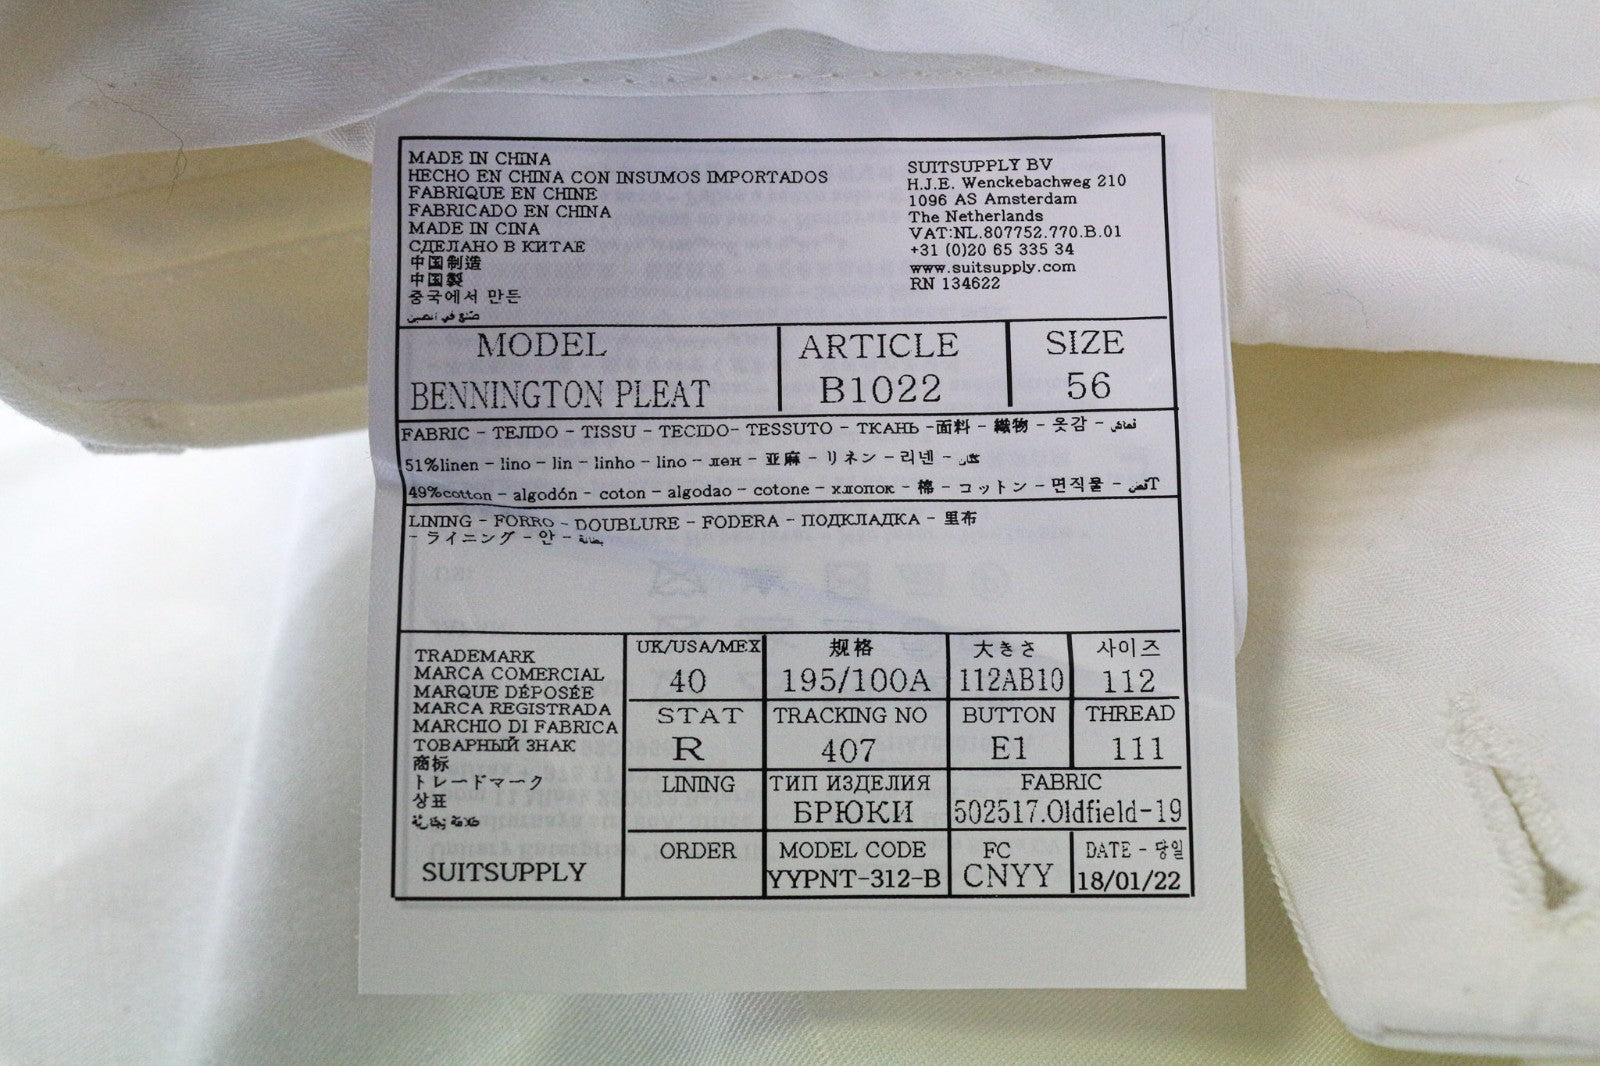 MADE IN CHINA
HECHO EN CHINA CON INSUMOS IMPORTADOS
FABRIQUE EN CHINE
FABRICADO EN CHINA
MADE IN CINA
СДЕЛАНО В КИТАЕ
中国制造
中国製
중국에서 만든
SUITSUPPLY BV
H.J.E. Wenckebachweg 210
1096 AS Amsterdam
The Netherlands
VAT:NL.807752.770.B.01
+31 (0)20 65 335 34
www.suitsupply.com
RN 134622
MODEL
BENNINGTON PLEAT
ARTICLE
B1022
SIZE
56
FABRIC - TEJIDO - TISSU - TECIDO- TESSUTO - ТКАНЬ -面料 - 織物 - 옷감 - قماش
51%linen - lino - lin - linho - lino - лен - 亚麻 - リネン - 리넨 -
49%cotton - algodón - coton - algodao - cotone - хлопок - 棉 - コットン - 면직물 -
LINING - FORRO - DOUBLURE - FODERA - ПОДКЛАДКА - 里布
- ライニング - 안 - بطانة
TRADEMARK
MARCA COMERCIAL
MARQUE DÉPOSÉE
MARCA REGISTRADA
MARCHIO DI FABRICA
ТОВАРНЫЙ ЗНАК
商标
トレードマーク
상표
SUITSUPPLY
UK/USA/MEX
40
规格
195/100A
大きさ
112AB10
사이즈
112
STAT
R
TRACKING NO
407
BUTTON
E1
THREAD
111
LINING
ТИП ИЗДЕЛИЯ
БРЮКИ
FABRIC
502517.Oldfield-19
ORDER
MODEL CODE
YYPNT-312-B
FC
CNYY
DATE - 당일
18/01/22